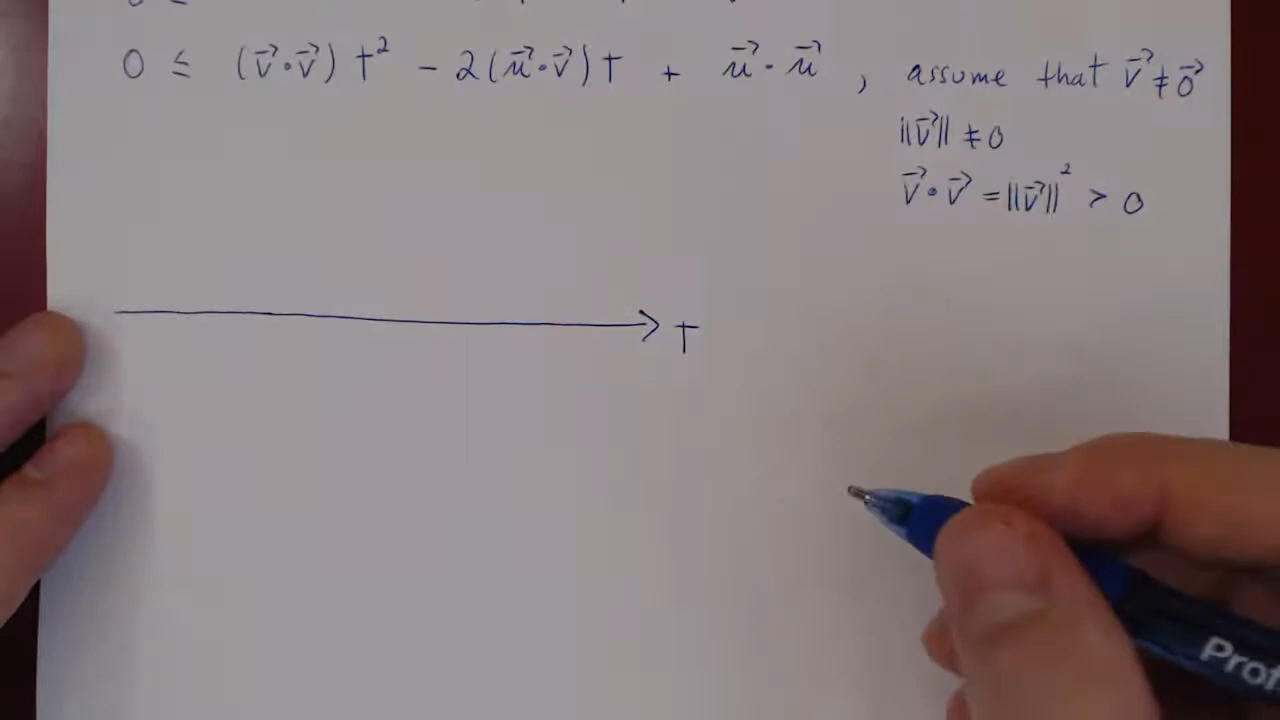 0 ≤ (v⃗·v⃗) t² - 2(u⃗·v⃗)t + u⃗·u⃗ , assume that v⃗ ≠ 0⃗
||v⃗|| ≠ 0
v⃗·v⃗ = ||v⃗||² > 0
t
Prof